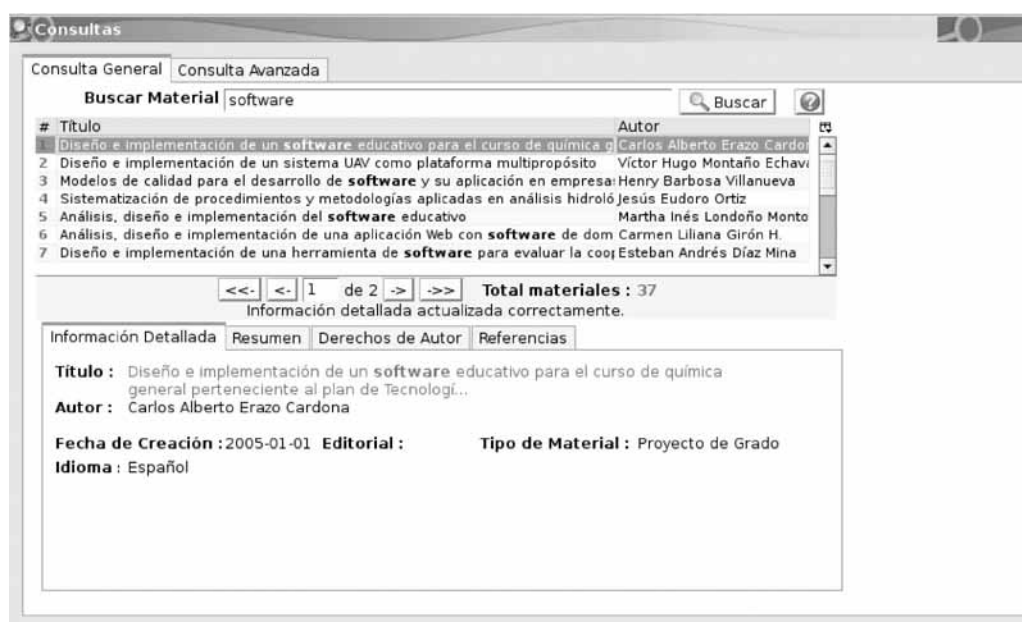 Consultas
Consulta General Consulta Avanzada
Buscar Material software Buscar
# Título Autor
1 Diseño e implementación de un software educativo para el curso de química g Carlos Alberto Erazo Cardon
2 Diseño e implementación de un sistema UAV como plataforma multipropósito Víctor Hugo Montaño Echava
3 Modelos de calidad para el desarrollo de software y su aplicación en empresa: Henry Barbosa Villanueva
4 Sistematización de procedimientos y metodologías aplicadas en análisis hidroló Jesús Eudoro Ortiz
5 Análisis, diseño e implementación del software educativo Martha Inés Londoño Monto
6 Análisis, diseño e implementación de una aplicación Web con software de dom Carmen Liliana Girón H.
7 Diseño e implementación de una herramienta de software para evaluar la coop Esteban Andrés Díaz Mina
<<- <- 1 de 2 -> ->> Total materiales : 37
Información detallada actualizada correctamente.
Información Detallada Resumen Derechos de Autor Referencias
Título : Diseño e implementación de un software educativo para el curso de química
general perteneciente al plan de Tecnologí...
Autor : Carlos Alberto Erazo Cardona
Fecha de Creación : 2005-01-01 Editorial : Tipo de Material : Proyecto de Grado
Idioma : Español